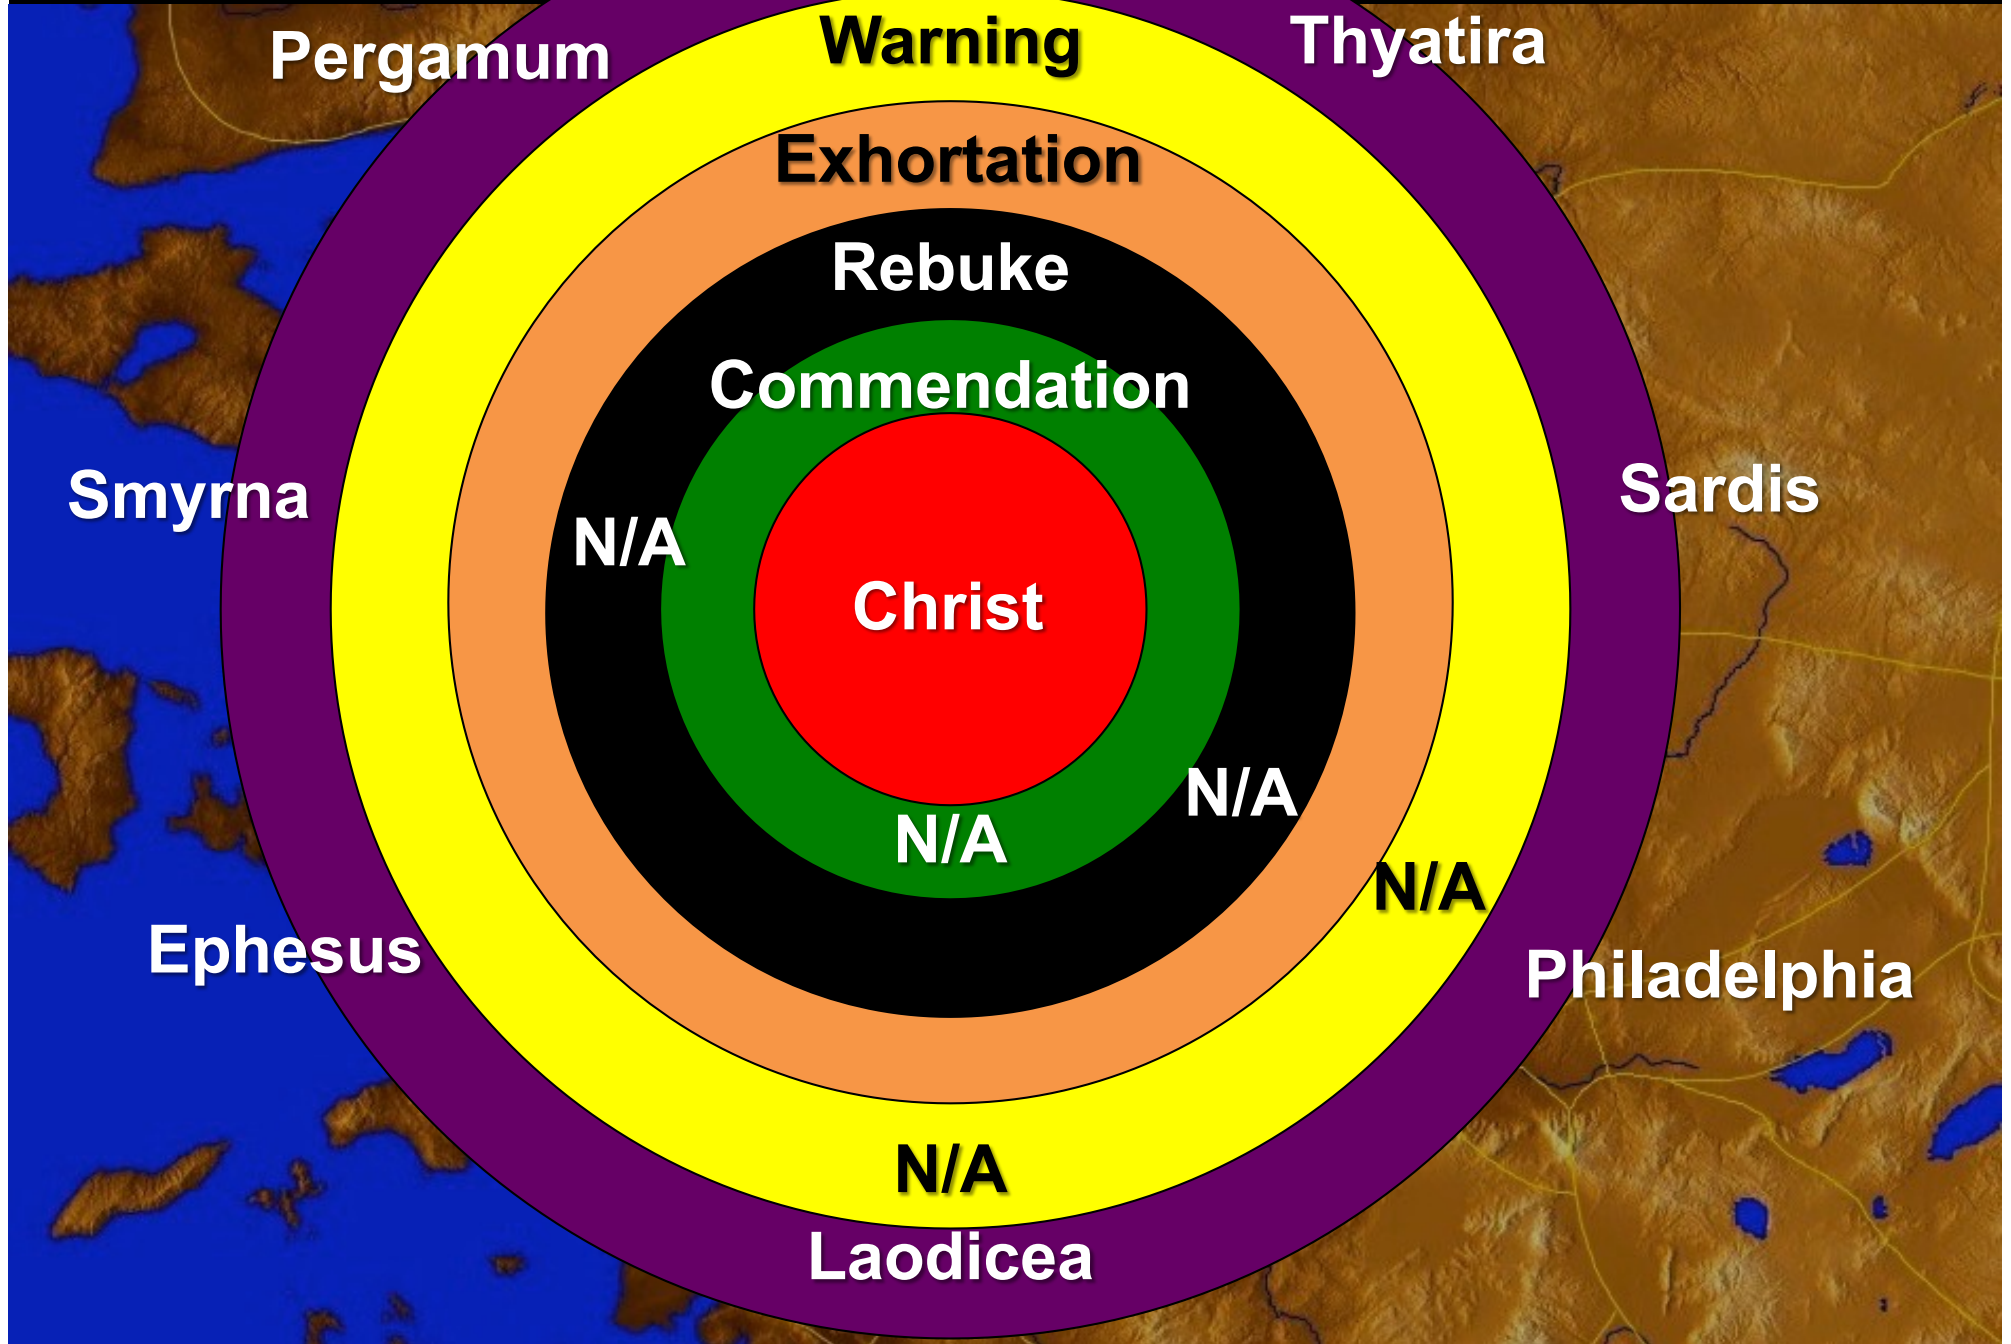 Pergamum
Warning
Thyatira
Exhortation
Rebuke
Commendation
Smyrna
Sardis
N/A
Christ
N/A
N/A
N/A
Ephesus
Philadelphia
N/A
Laodicea